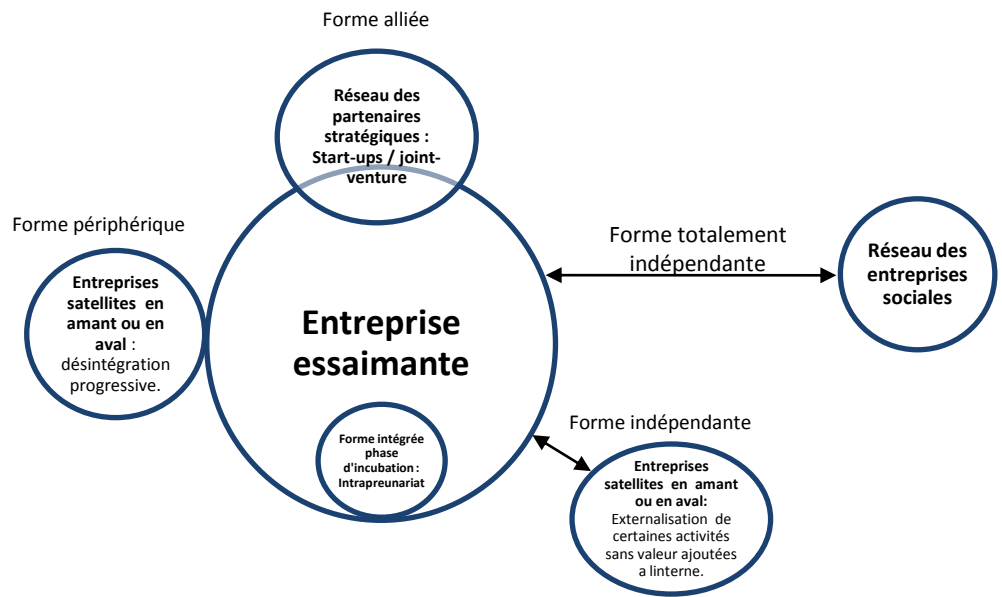 Forme alliée
Réseau des
partenaires
stratégiques :
Start-ups / joint-
venture
Forme périphérique
Entreprises
satellites en
amant ou en
aval :
désintégration
progressive.
Forme totalement
indépendante
Réseau des
entreprises
sociales
Entreprise
essaimante
Forme intégrée
phase
d'incubation :
Intrapreunariat
Forme indépendante
Entreprises
satellites en amant
ou en aval:
Externalisation de
certaines activités
sans valeur ajoutées
a linterne.